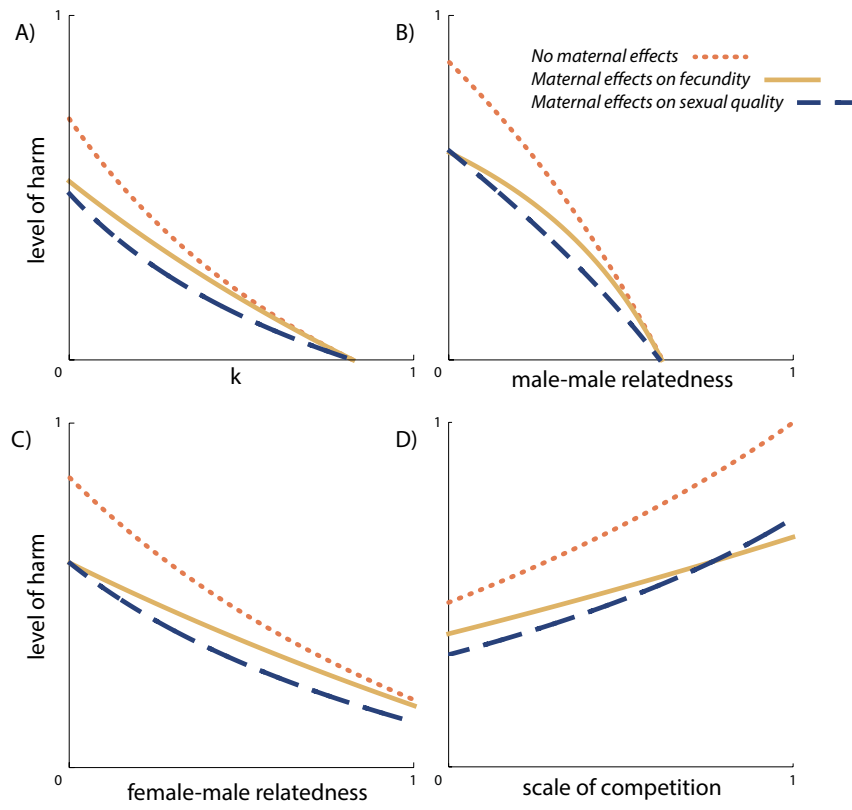 A)
1
level of harm
0
k
1
B)
1
No maternal effects
Maternal effects on fecundity
Maternal effects on sexual quality
0
male-male relatedness
1
C)
1
level of harm
0
female-male relatedness
1
D)
1
0
scale of competition
1